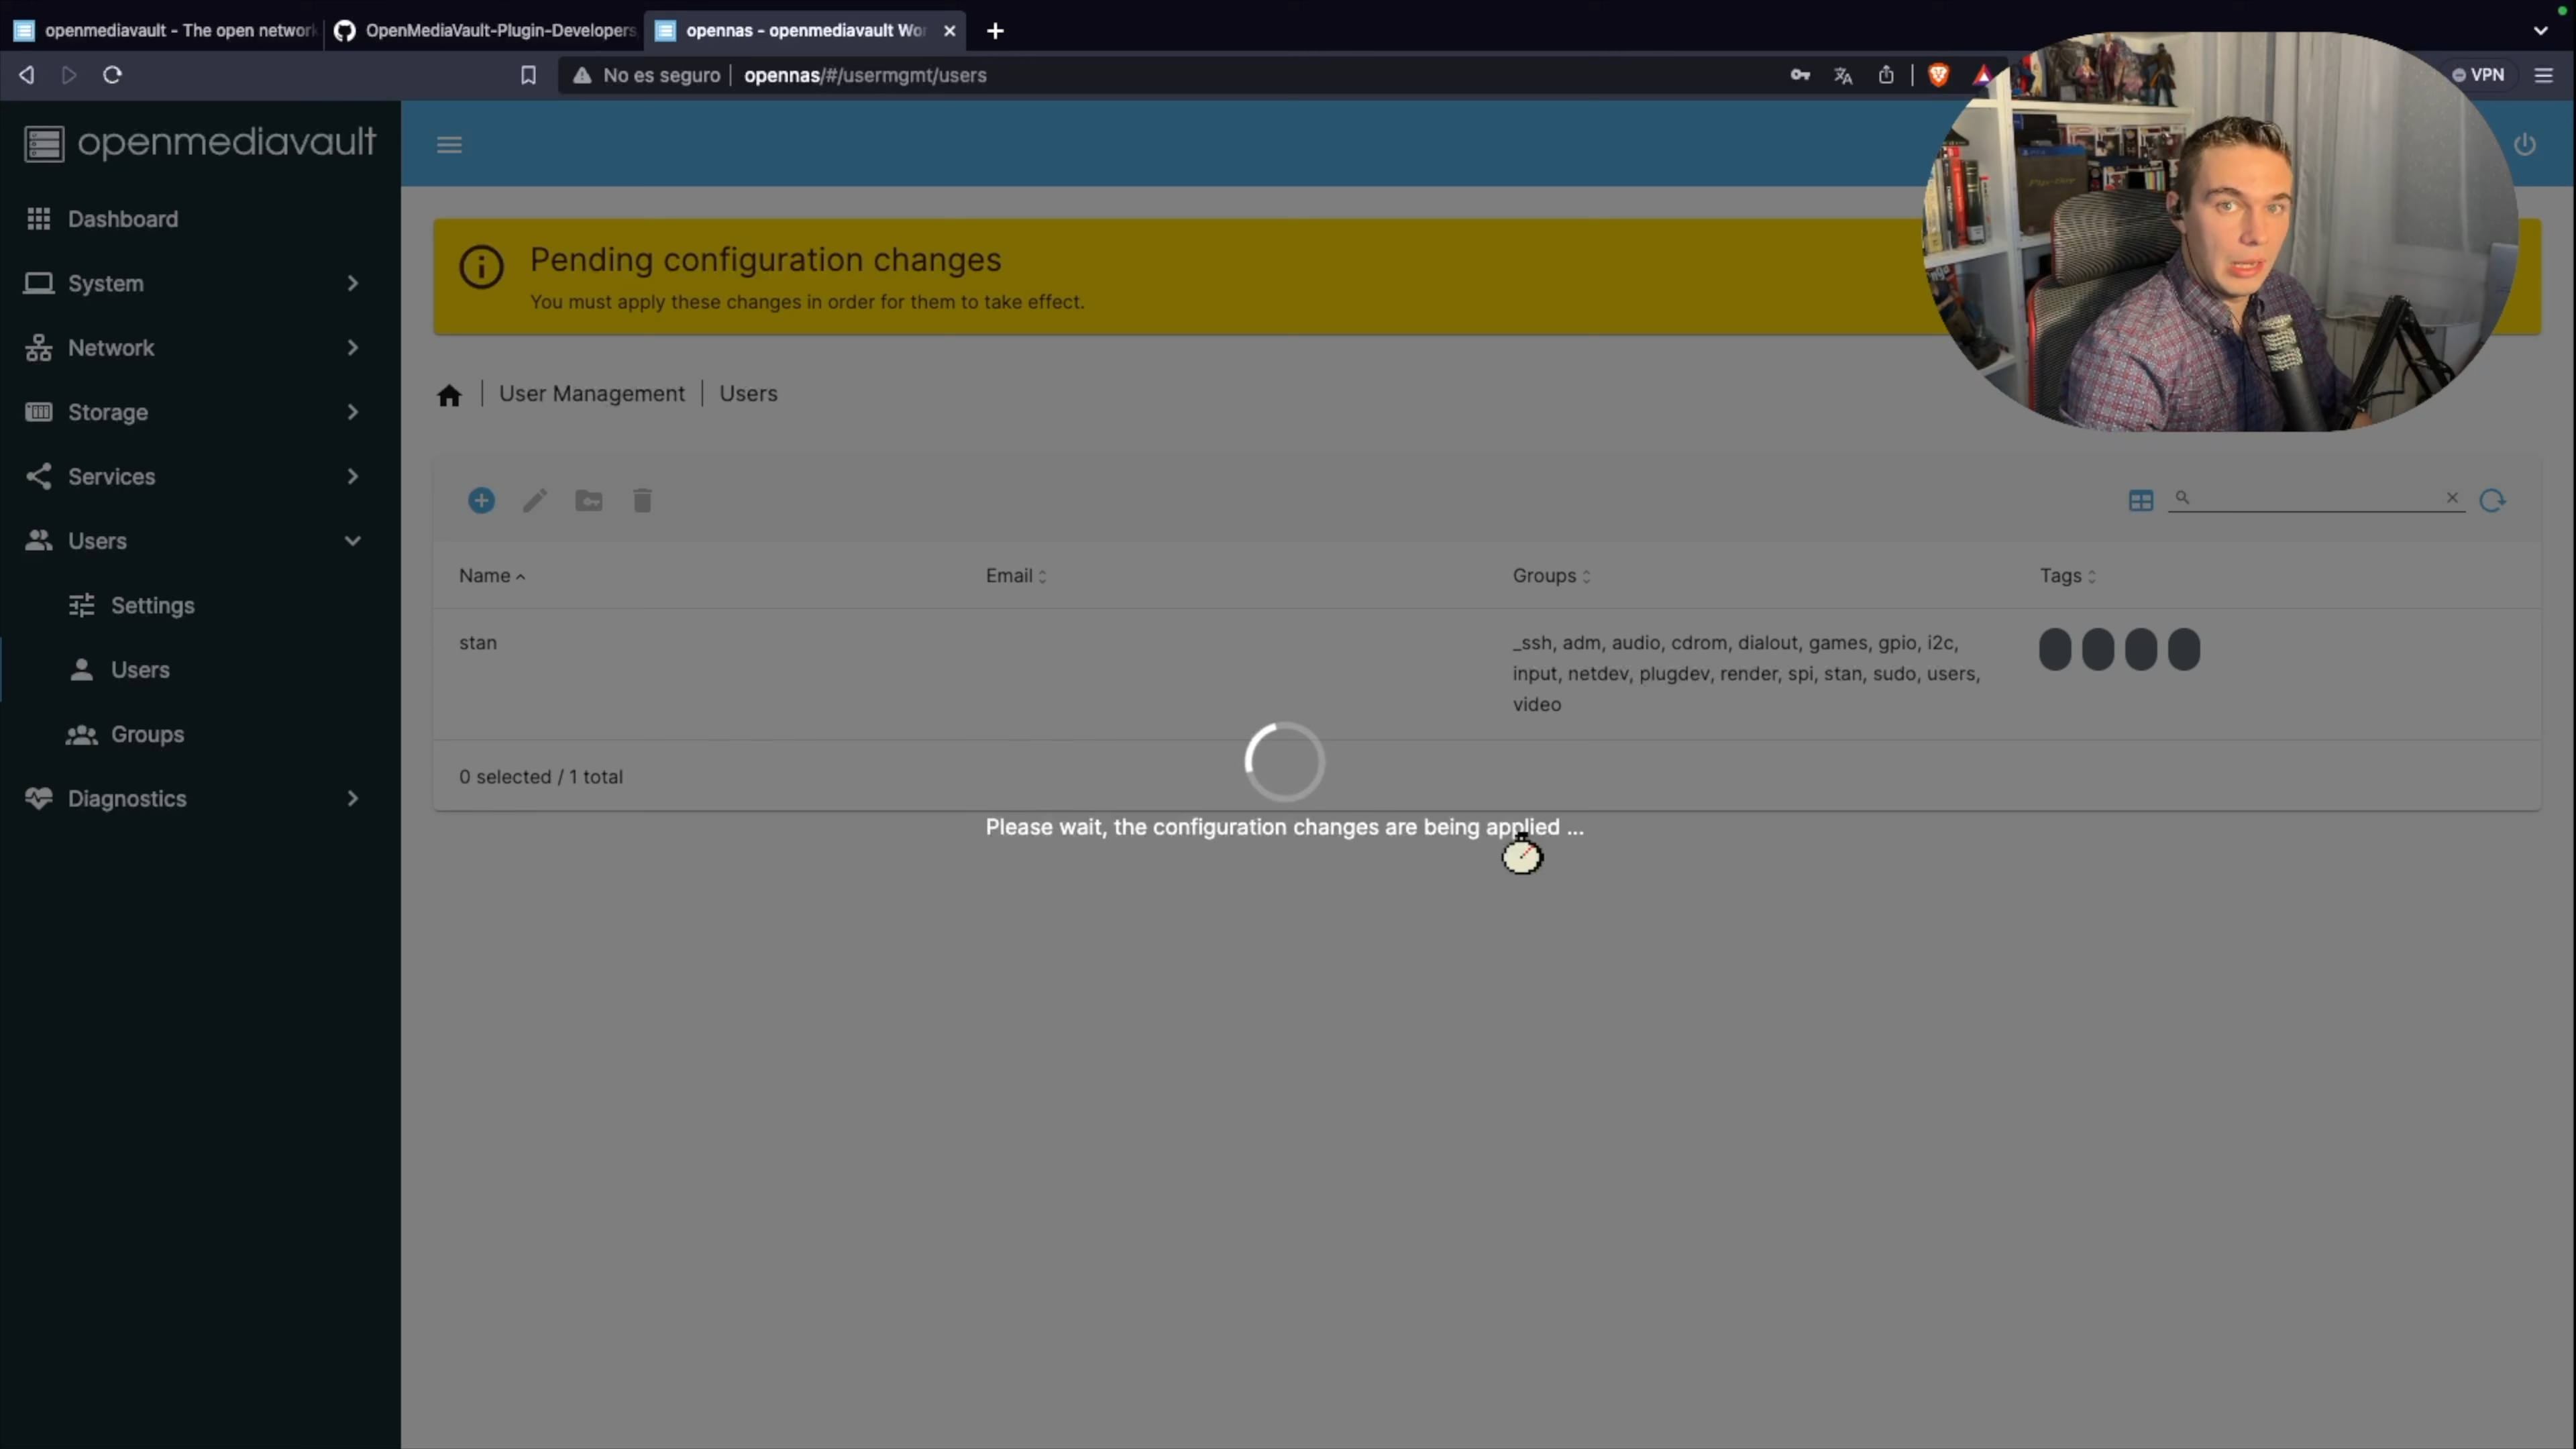 openmediavault - The open network
OpenMediaVault-Plugin-Developers
opennas - openmediavault Wor
No es seguro
opennas/#/usermgmt/users
VPN
openmediavault
Dashboard
System
Network
Storage
Services
Users
Settings
Users
Groups
Diagnostics
Pending configuration changes
You must apply these changes in order for them to take effect.
User Management | Users
Name
Email
Groups
Tags
stan
_ssh, adm, audio, cdrom, dialout, games, gpio, i2c,
input, netdev, plugdev, render, spi, stan, sudo, users,
video
0 selected / 1 total
Please wait, the configuration changes are being applied ...